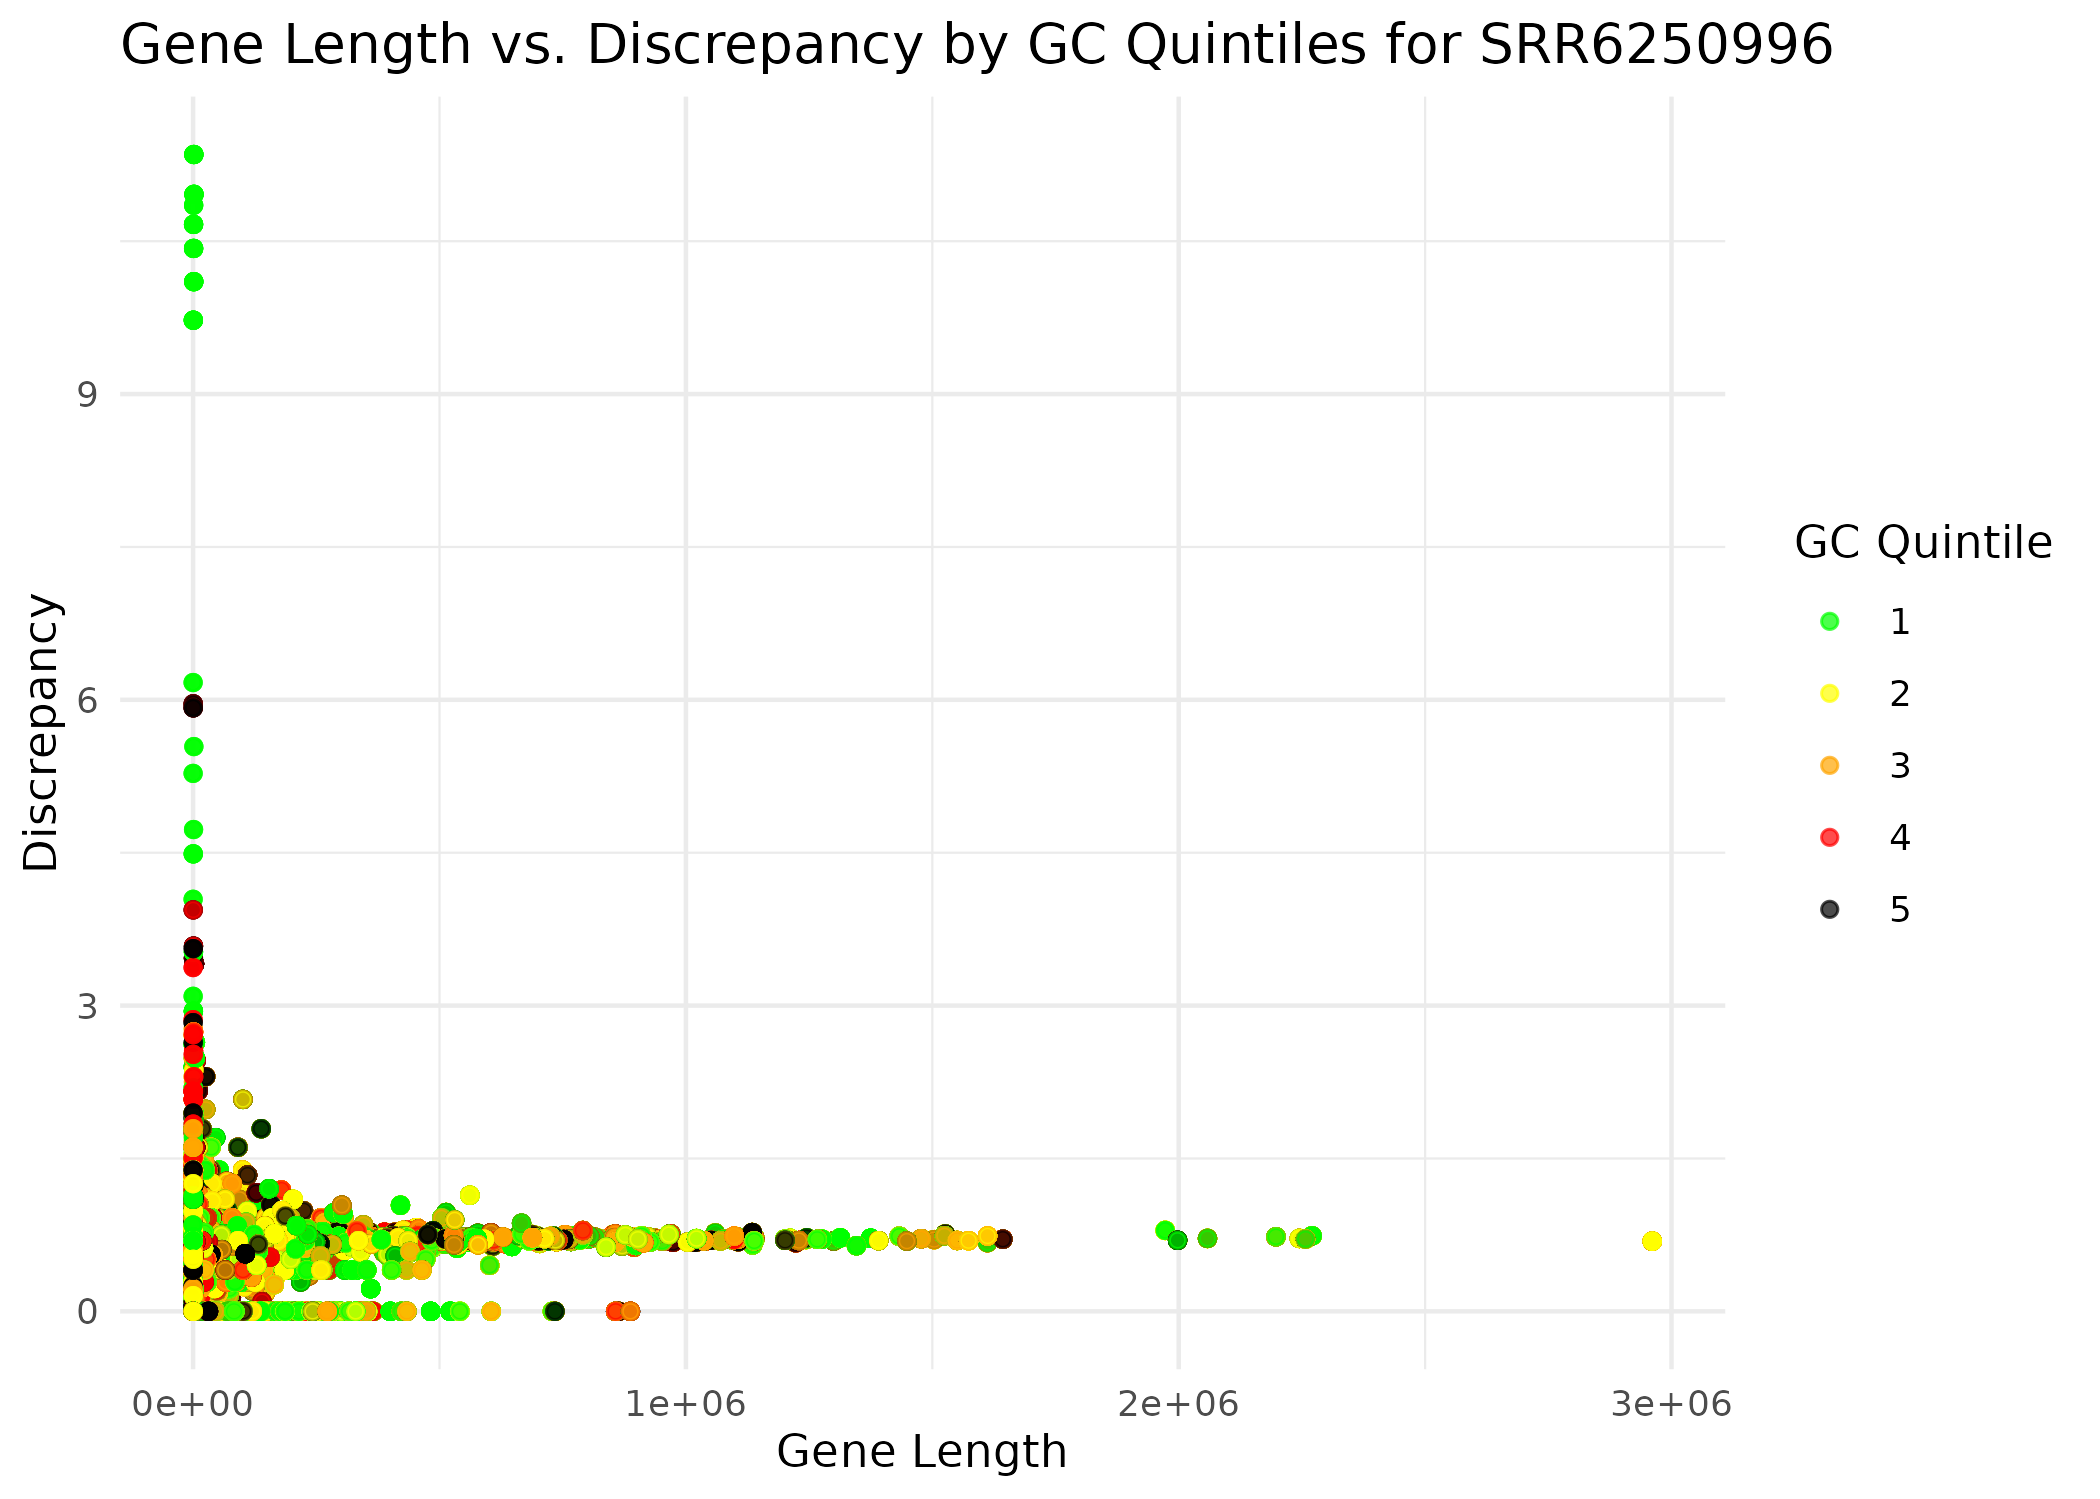 Gene Length vs. Discrepancy by GC Quintiles for SRR6250996
Discrepancy
9
6
3
0
0e+00
1e+06
2e+06
3e+06
Gene Length
GC Quintile
1
2
3
4
5